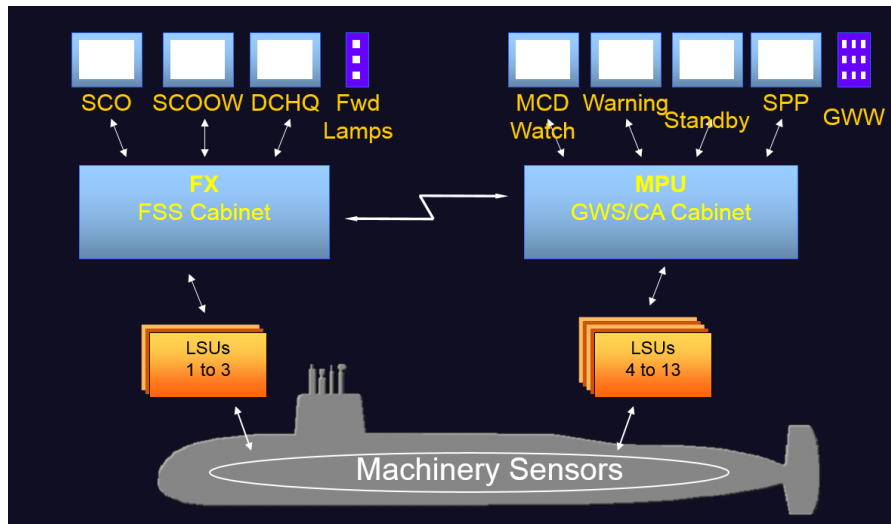 SCO
SCOOW
DCHQ
Fwd
Lamps
MCD
Watch
Warning
Standby
SPP
GWW
FX
FSS Cabinet
MPU
GWS/CA Cabinet
LSUs
1 to 3
LSUs
4 to 13
Machinery Sensors